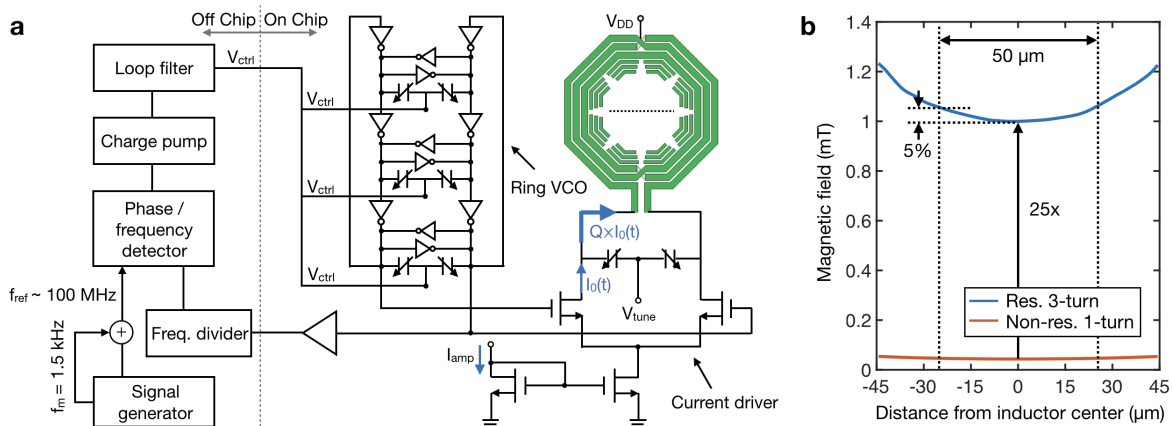 a
Off Chip
On Chip
Loop filter
V_ctrl
Charge pump
Phase /
frequency
detector
f_ref ~ 100 MHz
+
f_m = 1.5 kHz
Signal
generator
Freq. divider
V_ctrl
V_ctrl
V_ctrl
Ring VCO
V_DD
Q×I_0(t)
I_0(t)
V_tune
I_amp
Current driver
b
Magnetic field (mT)
1.4
1.2
1
0.8
0.6
0.4
0.2
0
50 μm
5%
25x
Res. 3-turn
Non-res. 1-turn
-45
-30
-15
0
15
30
45
Distance from inductor center (μm)